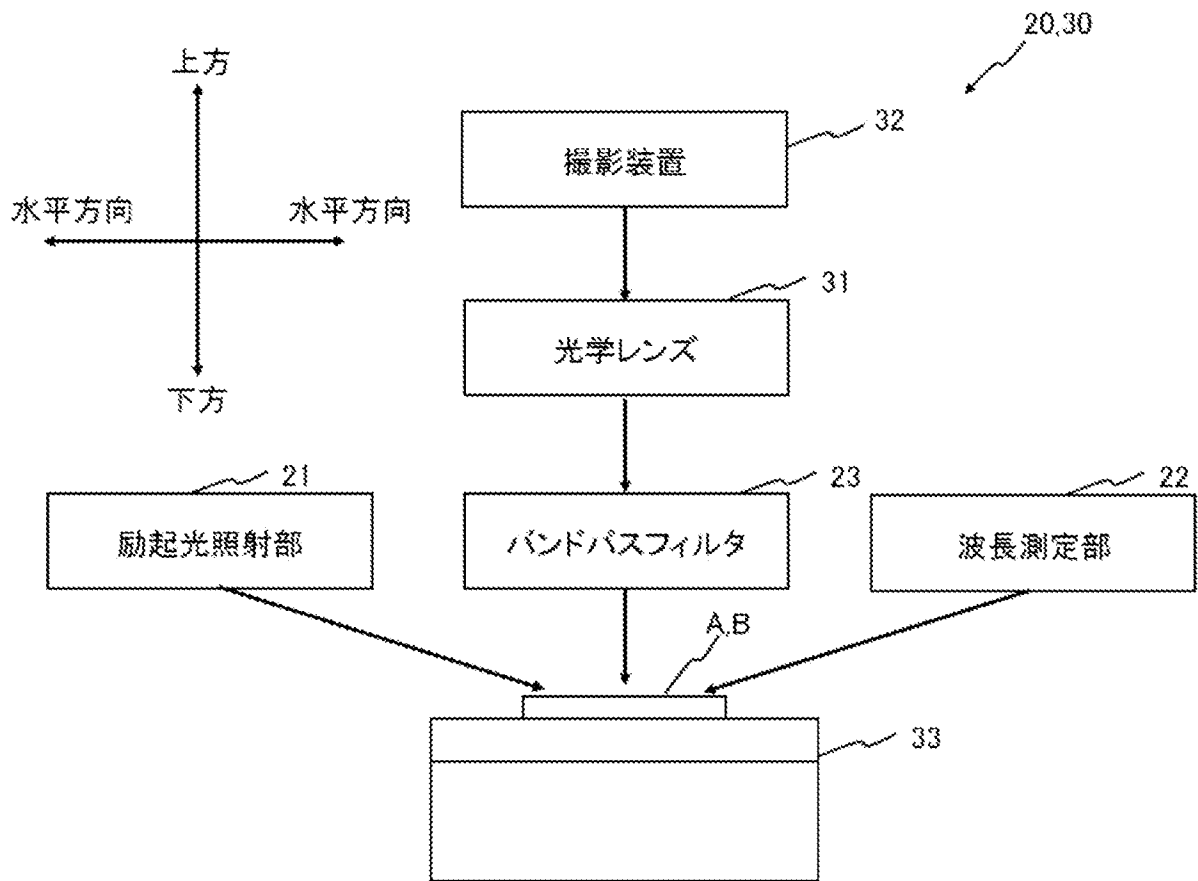 20,30
上方
32
撮影装置
水平方向 水平方向
31
光学レンズ
下方
21 23 22
励起光照射部 バンドパスフィルタ 波長測定部
A,B
33